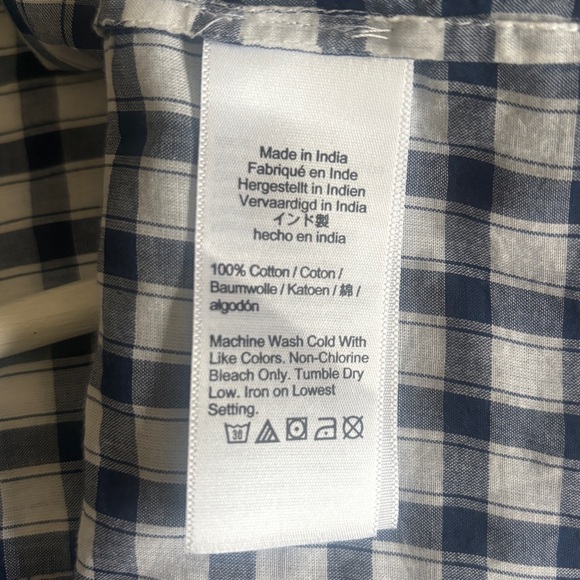 Made in India
Fabriqué en Inde
Hergestellt in Indien
Vervaardigd in India
インド製
hecho en india
100% Cotton / Coton /
Baumwolle / Katoen / 綿 /
algodón
Machine Wash Cold With
Like Colors. Non-Chlorine
Bleach Only. Tumble Dry
Low. Iron on Lowest
Setting.
30